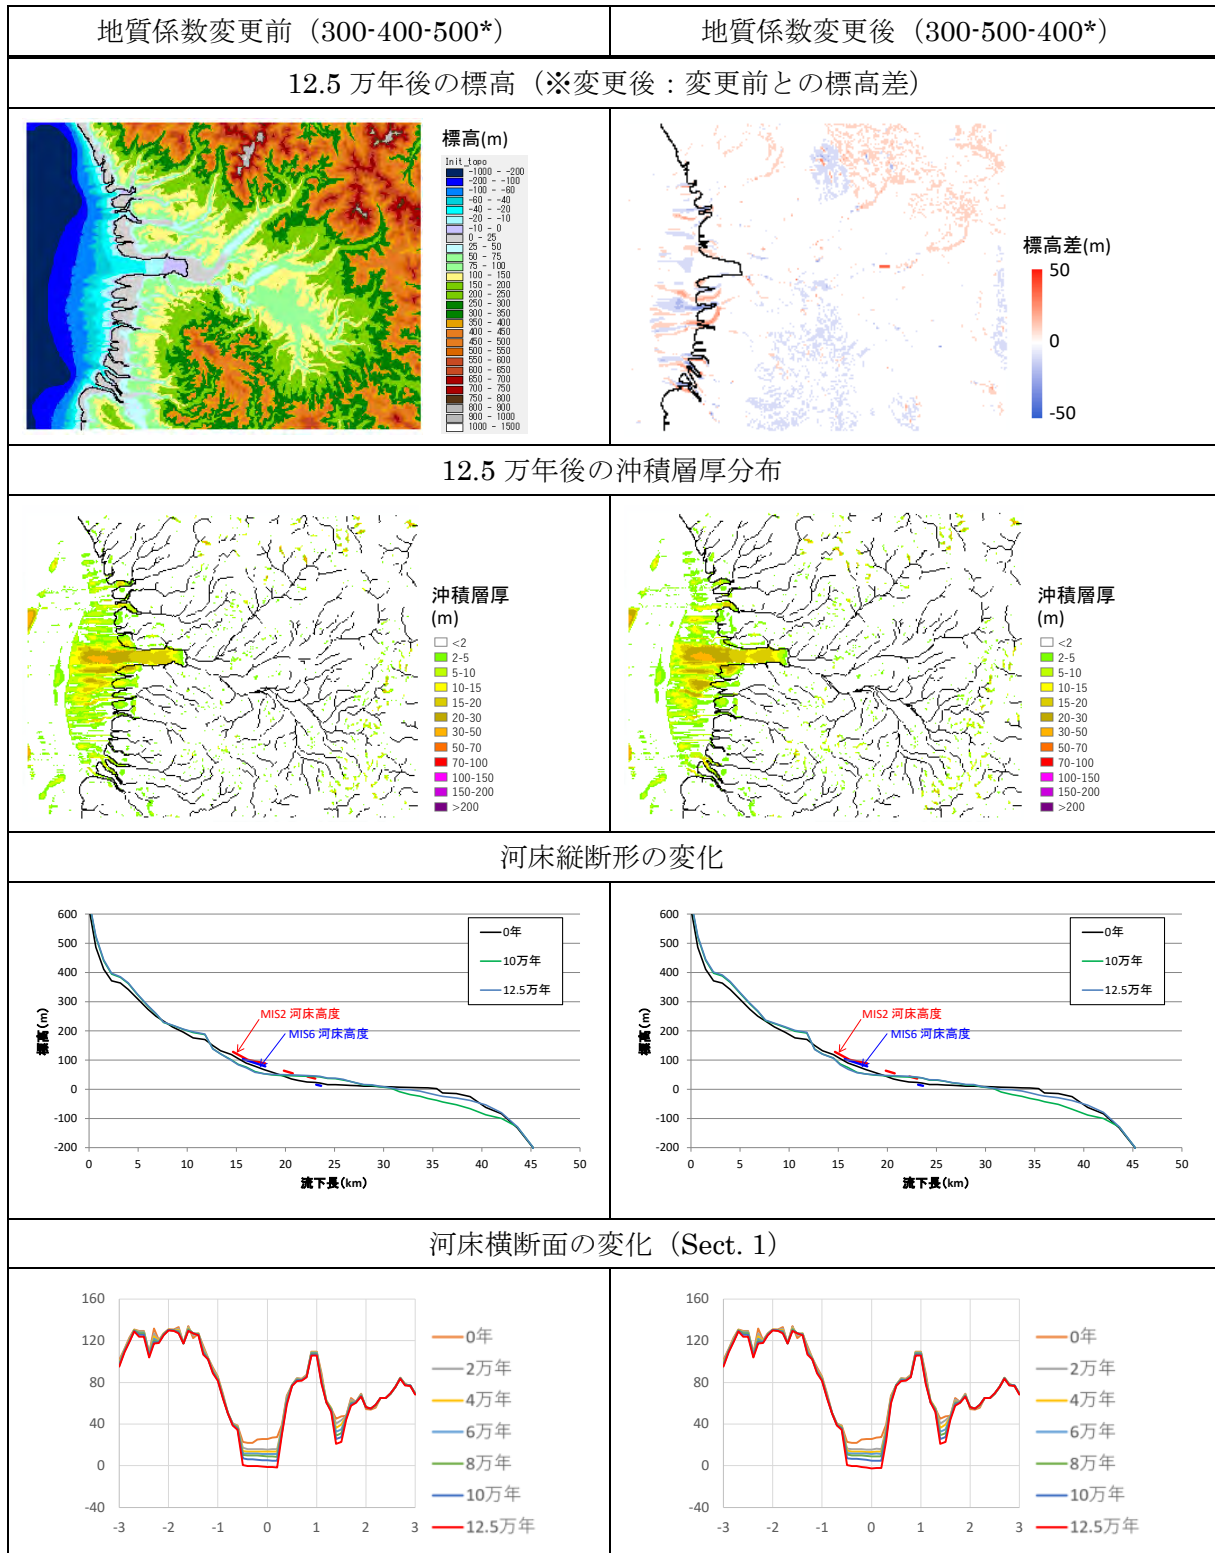 地質係数変更前（300-400-500*）
地質係数変更後（300-500-400*）
12.5 万年後の標高（※変更後：変更前との標高差）
標高(m)
Init_topo
-1000 - -200
-200 - -100
-100 - -60
-60 - -40
-40 - -20
-20 - -10
-10 - 0
0 - 25
25 - 50
50 - 75
75 - 100
100 - 150
150 - 200
200 - 250
250 - 300
300 - 350
350 - 400
400 - 450
450 - 500
500 - 550
550 - 600
600 - 650
650 - 700
700 - 750
750 - 800
800 - 900
900 - 1000
1000 - 1500
標高差(m)
50
0
-50
12.5 万年後の沖積層厚分布
沖積層厚
(m)
<2
2-5
5-10
10-15
15-20
20-30
30-50
50-70
70-100
100-150
150-200
>200
沖積層厚
(m)
<2
2-5
5-10
10-15
15-20
20-30
30-50
50-70
70-100
100-150
150-200
>200
河床縦断形の変化
600
500
400
300
200
100
0
-100
-200
標高(m)
0 5 10 15 20 25 30 35 40 45 50
流下長(km)
0年
10万年
12.5万年
MIS2 河床高度
MIS6 河床高度
600
500
400
300
200
100
0
-100
-200
標高(m)
0 5 10 15 20 25 30 35 40 45 50
流下長(km)
0年
10万年
12.5万年
MIS2 河床高度
MIS6 河床高度
河床横断面の変化（Sect. 1）
160
120
80
40
0
-40
-3 -2 -1 0 1 2 3
0年
2万年
4万年
6万年
8万年
10万年
12.5万年
160
120
80
40
0
-40
-3 -2 -1 0 1 2 3
0年
2万年
4万年
6万年
8万年
10万年
12.5万年